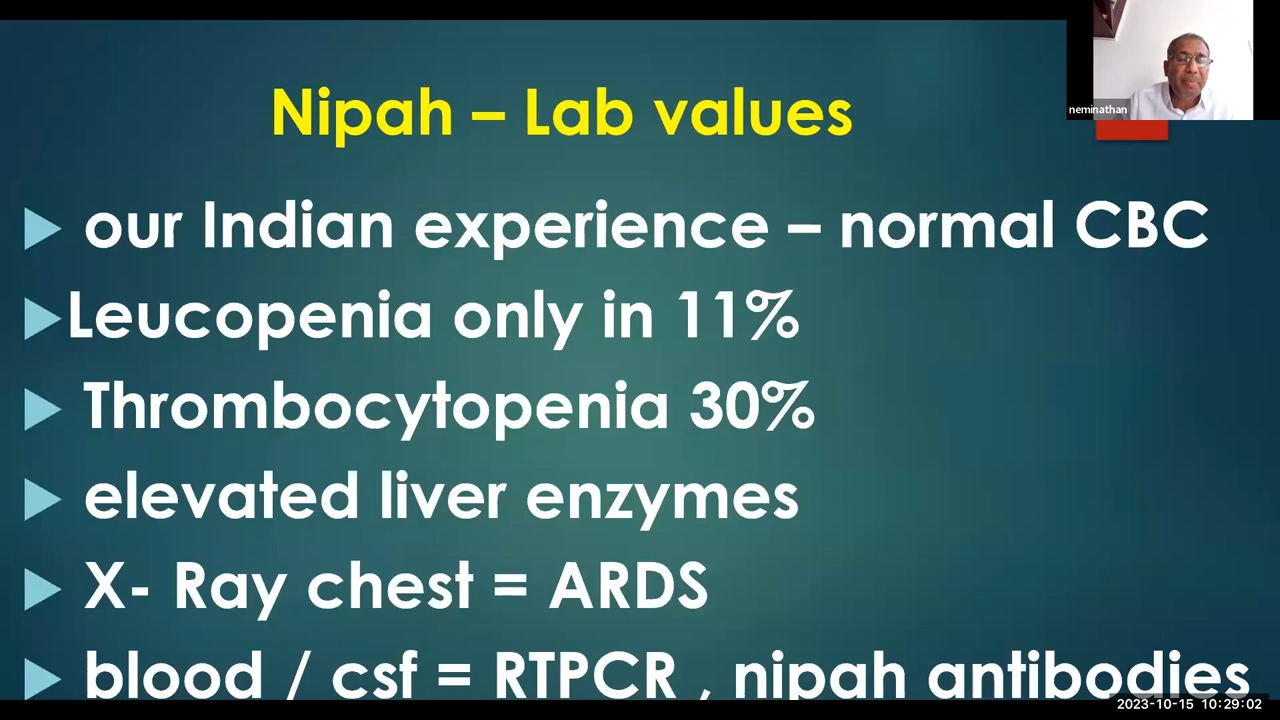 neminathan
Nipah – Lab values
our Indian experience – normal CBC
Leucopenia only in 11%
Thrombocytopenia 30%
elevated liver enzymes
X- Ray chest = ARDS
blood / csf = RTPCR , nipah antibodies
2023-10-15 10:29:02